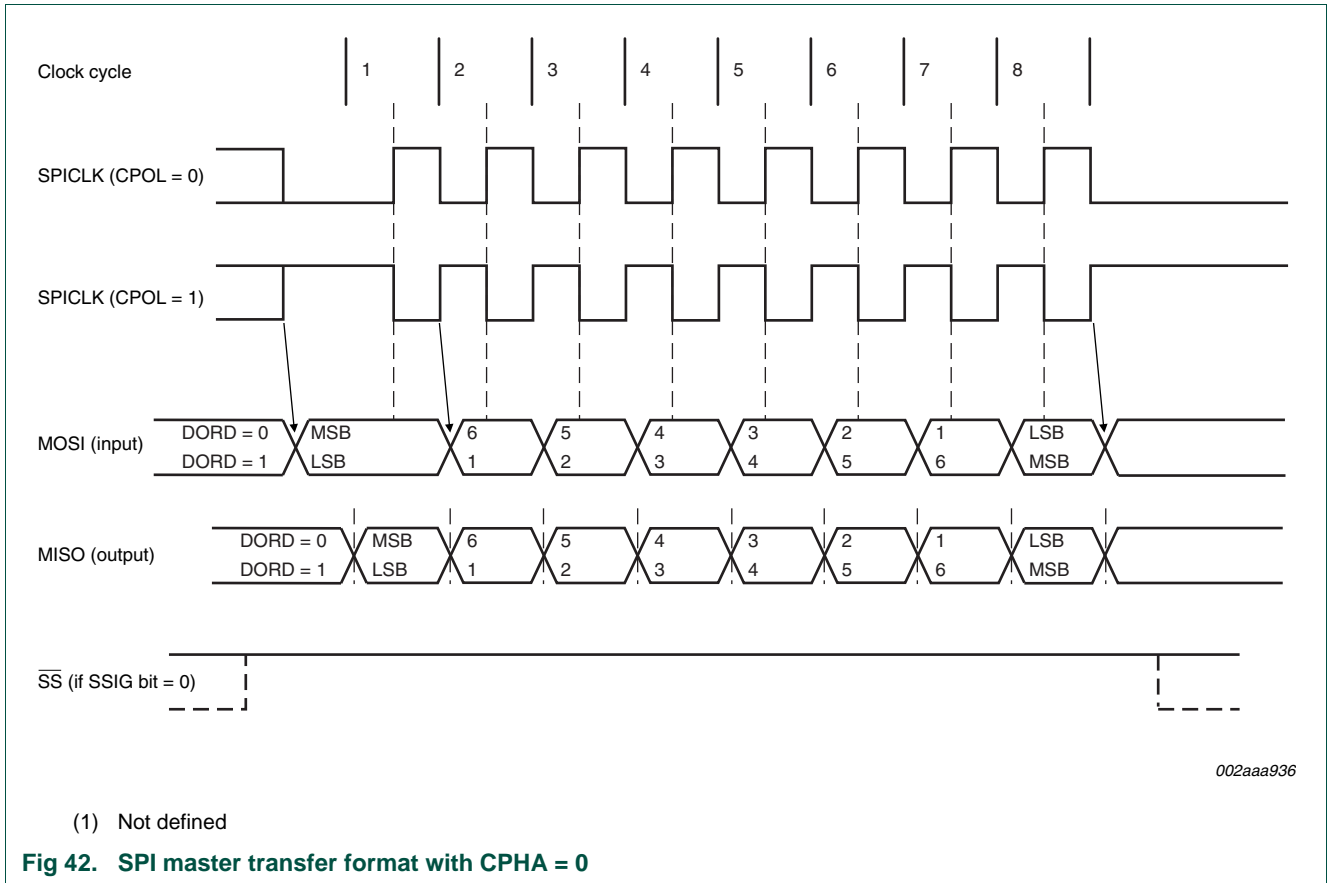 Clock cycle 1 2 3 4 5 6 7 8
SPICLK (CPOL = 0)
SPICLK (CPOL = 1)
MOSI (input) DORD = 0 MSB 6 5 4 3 2 1 LSB
DORD = 1 LSB 1 2 3 4 5 6 MSB
MISO (output) DORD = 0 MSB 6 5 4 3 2 1 LSB
DORD = 1 LSB 1 2 3 4 5 6 MSB
S̅S̅ (if SSIG bit = 0)
002aaa936
(1) Not defined
Fig 42. SPI master transfer format with CPHA = 0